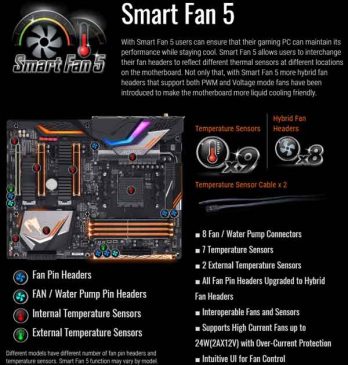 Smart Fan 5
Smart Fan 5
With Smart Fan 5 users can ensure that their gaming PC can maintain its
performance while staying cool. Smart Fan 5 allows users to interchange
their fan headers to reflect different thermal sensors at different locations
on the motherboard. Not only that, with Smart Fan 5 more hybrid fan
headers that support both PWM and Voltage mode fans have been
introduced to make the motherboard more liquid cooling friendly.
Temperature Sensors
Hybrid Fan
Headers
x9
x8
Temperature Sensor Cable x 2
■ 8 Fan / Water Pump Connectors
■ 7 Temperature Sensors
■ 2 External Temperature Sensors
■ All Fan Pin Headers Upgraded to Hybrid
Fan Headers
■ Interoperable Fans and Sensors
■ Supports High Current Fans up to
24W(2AX12V) with Over-Current Protection
■ Intuitive UI for Fan Control
Fan Pin Headers
FAN / Water Pump Pin Headers
Internal Temperature Sensors
External Temperature Sensors
Different models have different number of fan pin headers and
temperature sensors. Smart Fan 5 function may vary by model.